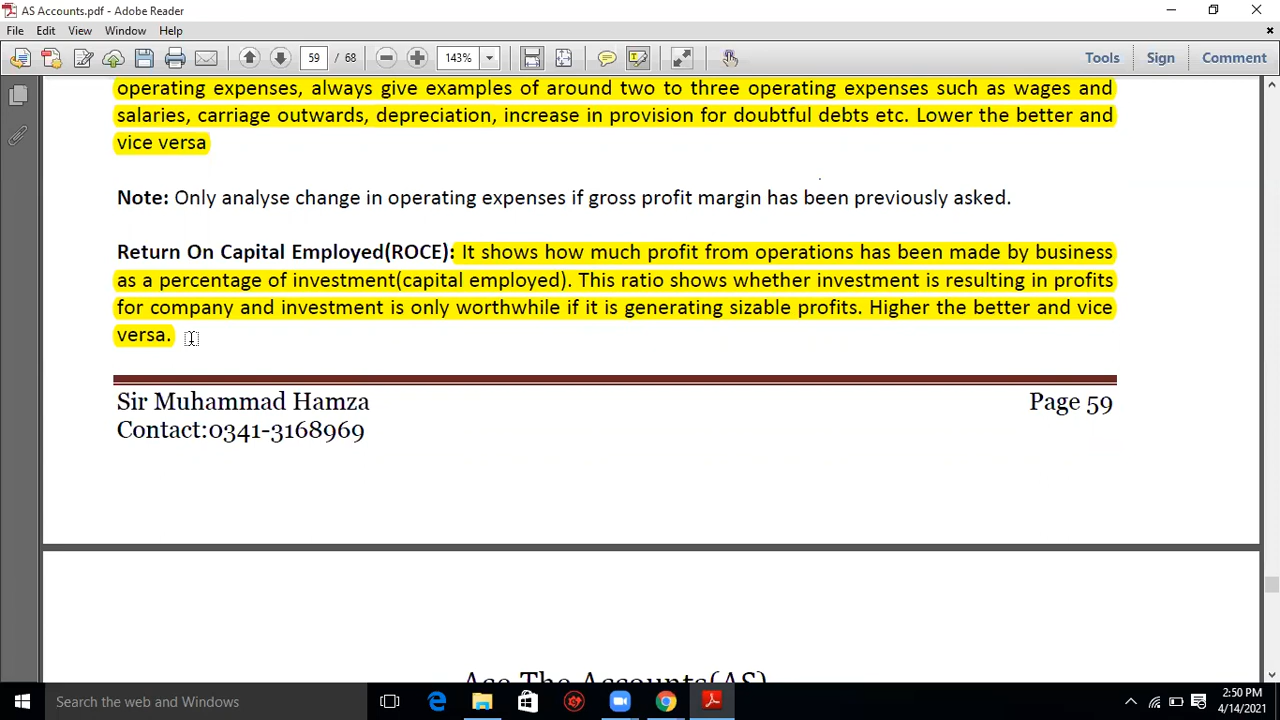 AS Accounts.pdf - Adobe Reader
File Edit View Window Help
59 / 68 143% Tools Sign Comment
operating expenses, always give examples of around two to three operating expenses such as wages and
salaries, carriage outwards, depreciation, increase in provision for doubtful debts etc. Lower the better and
vice versa
Note: Only analyse change in operating expenses if gross profit margin has been previously asked.
Return On Capital Employed(ROCE): It shows how much profit from operations has been made by business
as a percentage of investment(capital employed). This ratio shows whether investment is resulting in profits
for company and investment is only worthwhile if it is generating sizable profits. Higher the better and vice
versa.
Sir Muhammad Hamza Page 59
Contact:0341-3168969
Ace The Accounts(AS)
Search the web and Windows
2:50 PM
4/14/2021